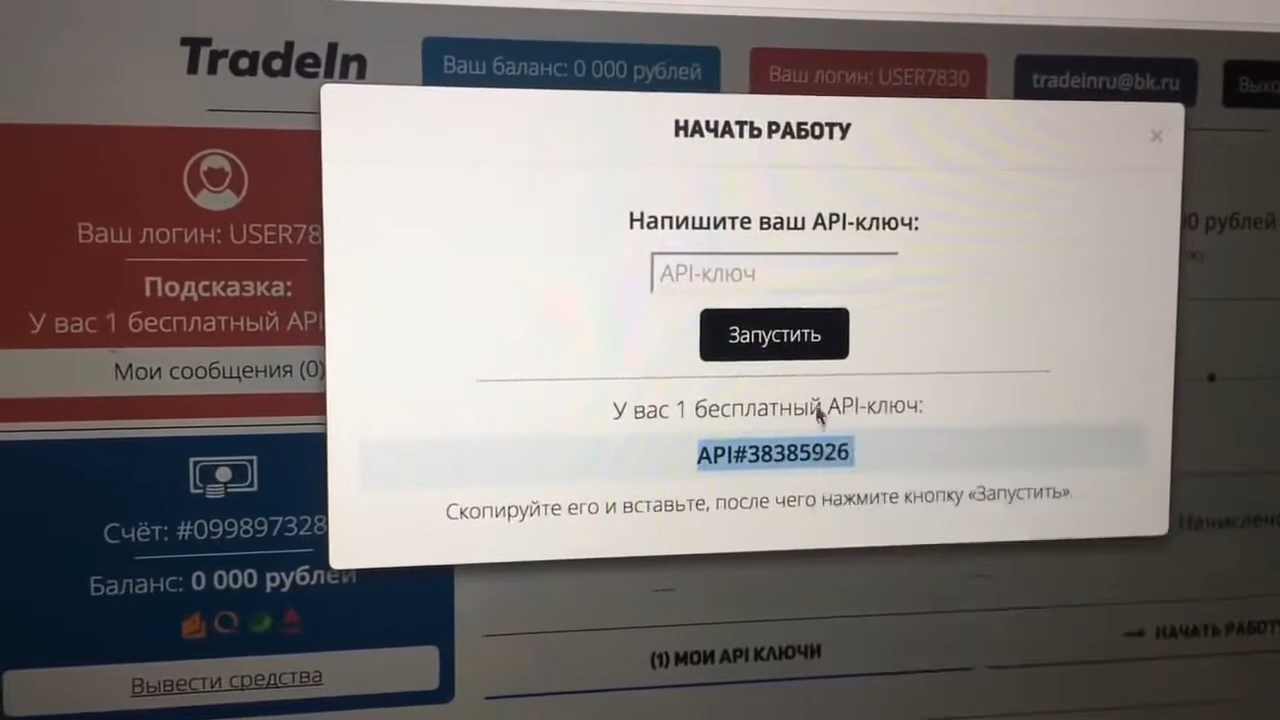 TradeIn
Ваш баланс: 0 000 рублей
Ваш логин: USER7830
tradeinru@bk.ru
НАЧАТЬ РАБОТУ
×
Напишите ваш API-ключ:
API-ключ
Запустить
У вас 1 бесплатный API-ключ:
API#38385926
Скопируйте его и вставьте, после чего нажмите кнопку «Запустить».
Ваш логин: USER78
Подсказка:
У вас 1 бесплатный API
Мои сообщения (0)
Счёт: #099897328
Баланс: 0 000 рублей
Вывести средства
0 рублей
(1) МОИ API КЛЮЧИ
НАЧАТЬ РАБОТУ